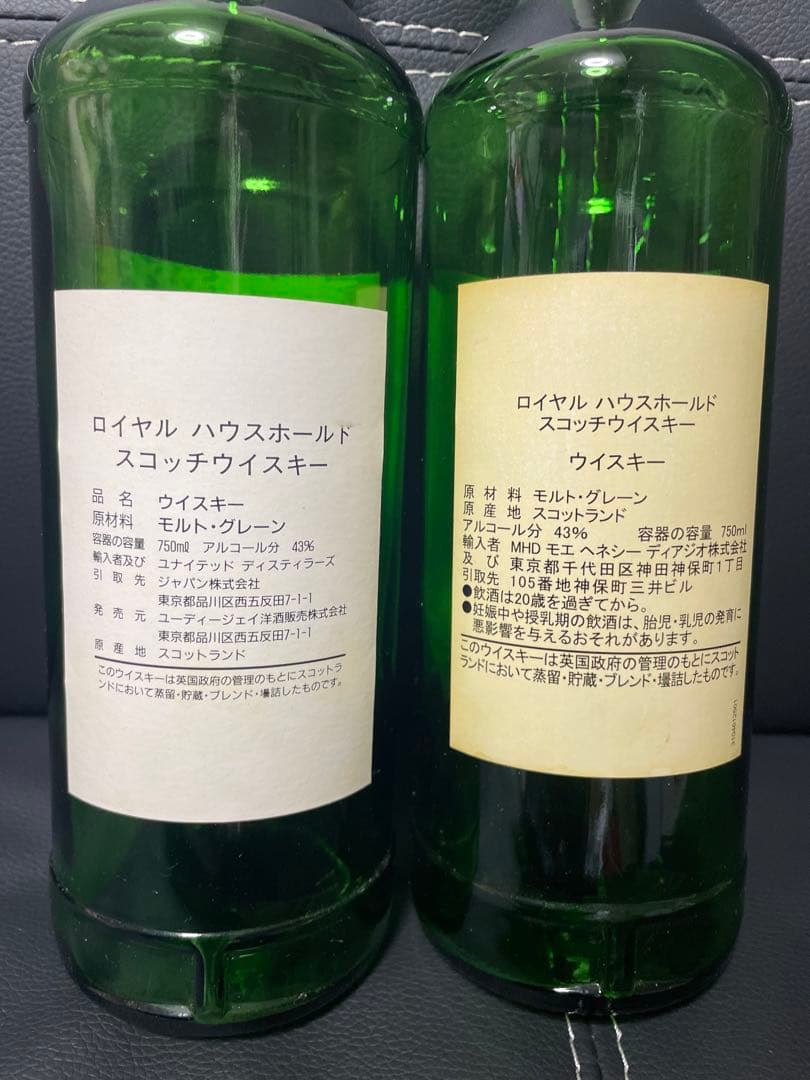 ロイヤル ハウスホールド
スコッチウイスキー
品名 ウイスキー
原材料 モルト・グレーン
容器の容量 750mℓ アルコール分 43%
輸入者及び ユナイテッド ディスティラーズ
引取先 ジャパン株式会社
東京都品川区西五反田7-1-1
発売元 ユーディージェイ洋酒販売株式会社
東京都品川区西五反田7-1-1
原産地 スコットランド
このウイスキーは英国政府の管理のもとにスコットラ
ンドにおいて蒸留・貯蔵・ブレンド・壜詰したものです。
ロイヤル ハウスホールド
スコッチウイスキー
ウイスキー
原材料 モルト・グレーン
原産地 スコットランド
アルコール分 43% 容器の容量 750ml
輸入者 MHD モエ ヘネシー ディアジオ株式会社
及び 東京都千代田区神田神保町1丁目
引取先 105番地神保町三井ビル
●飲酒は20歳を過ぎてから。
●妊娠中や授乳期の飲酒は、胎児・乳児の発育に
悪影響を与えるおそれがあります。
このウイスキーは英国政府の管理のもとにスコット
ランドにおいて蒸留・貯蔵・ブレンド・壜詰したものです。